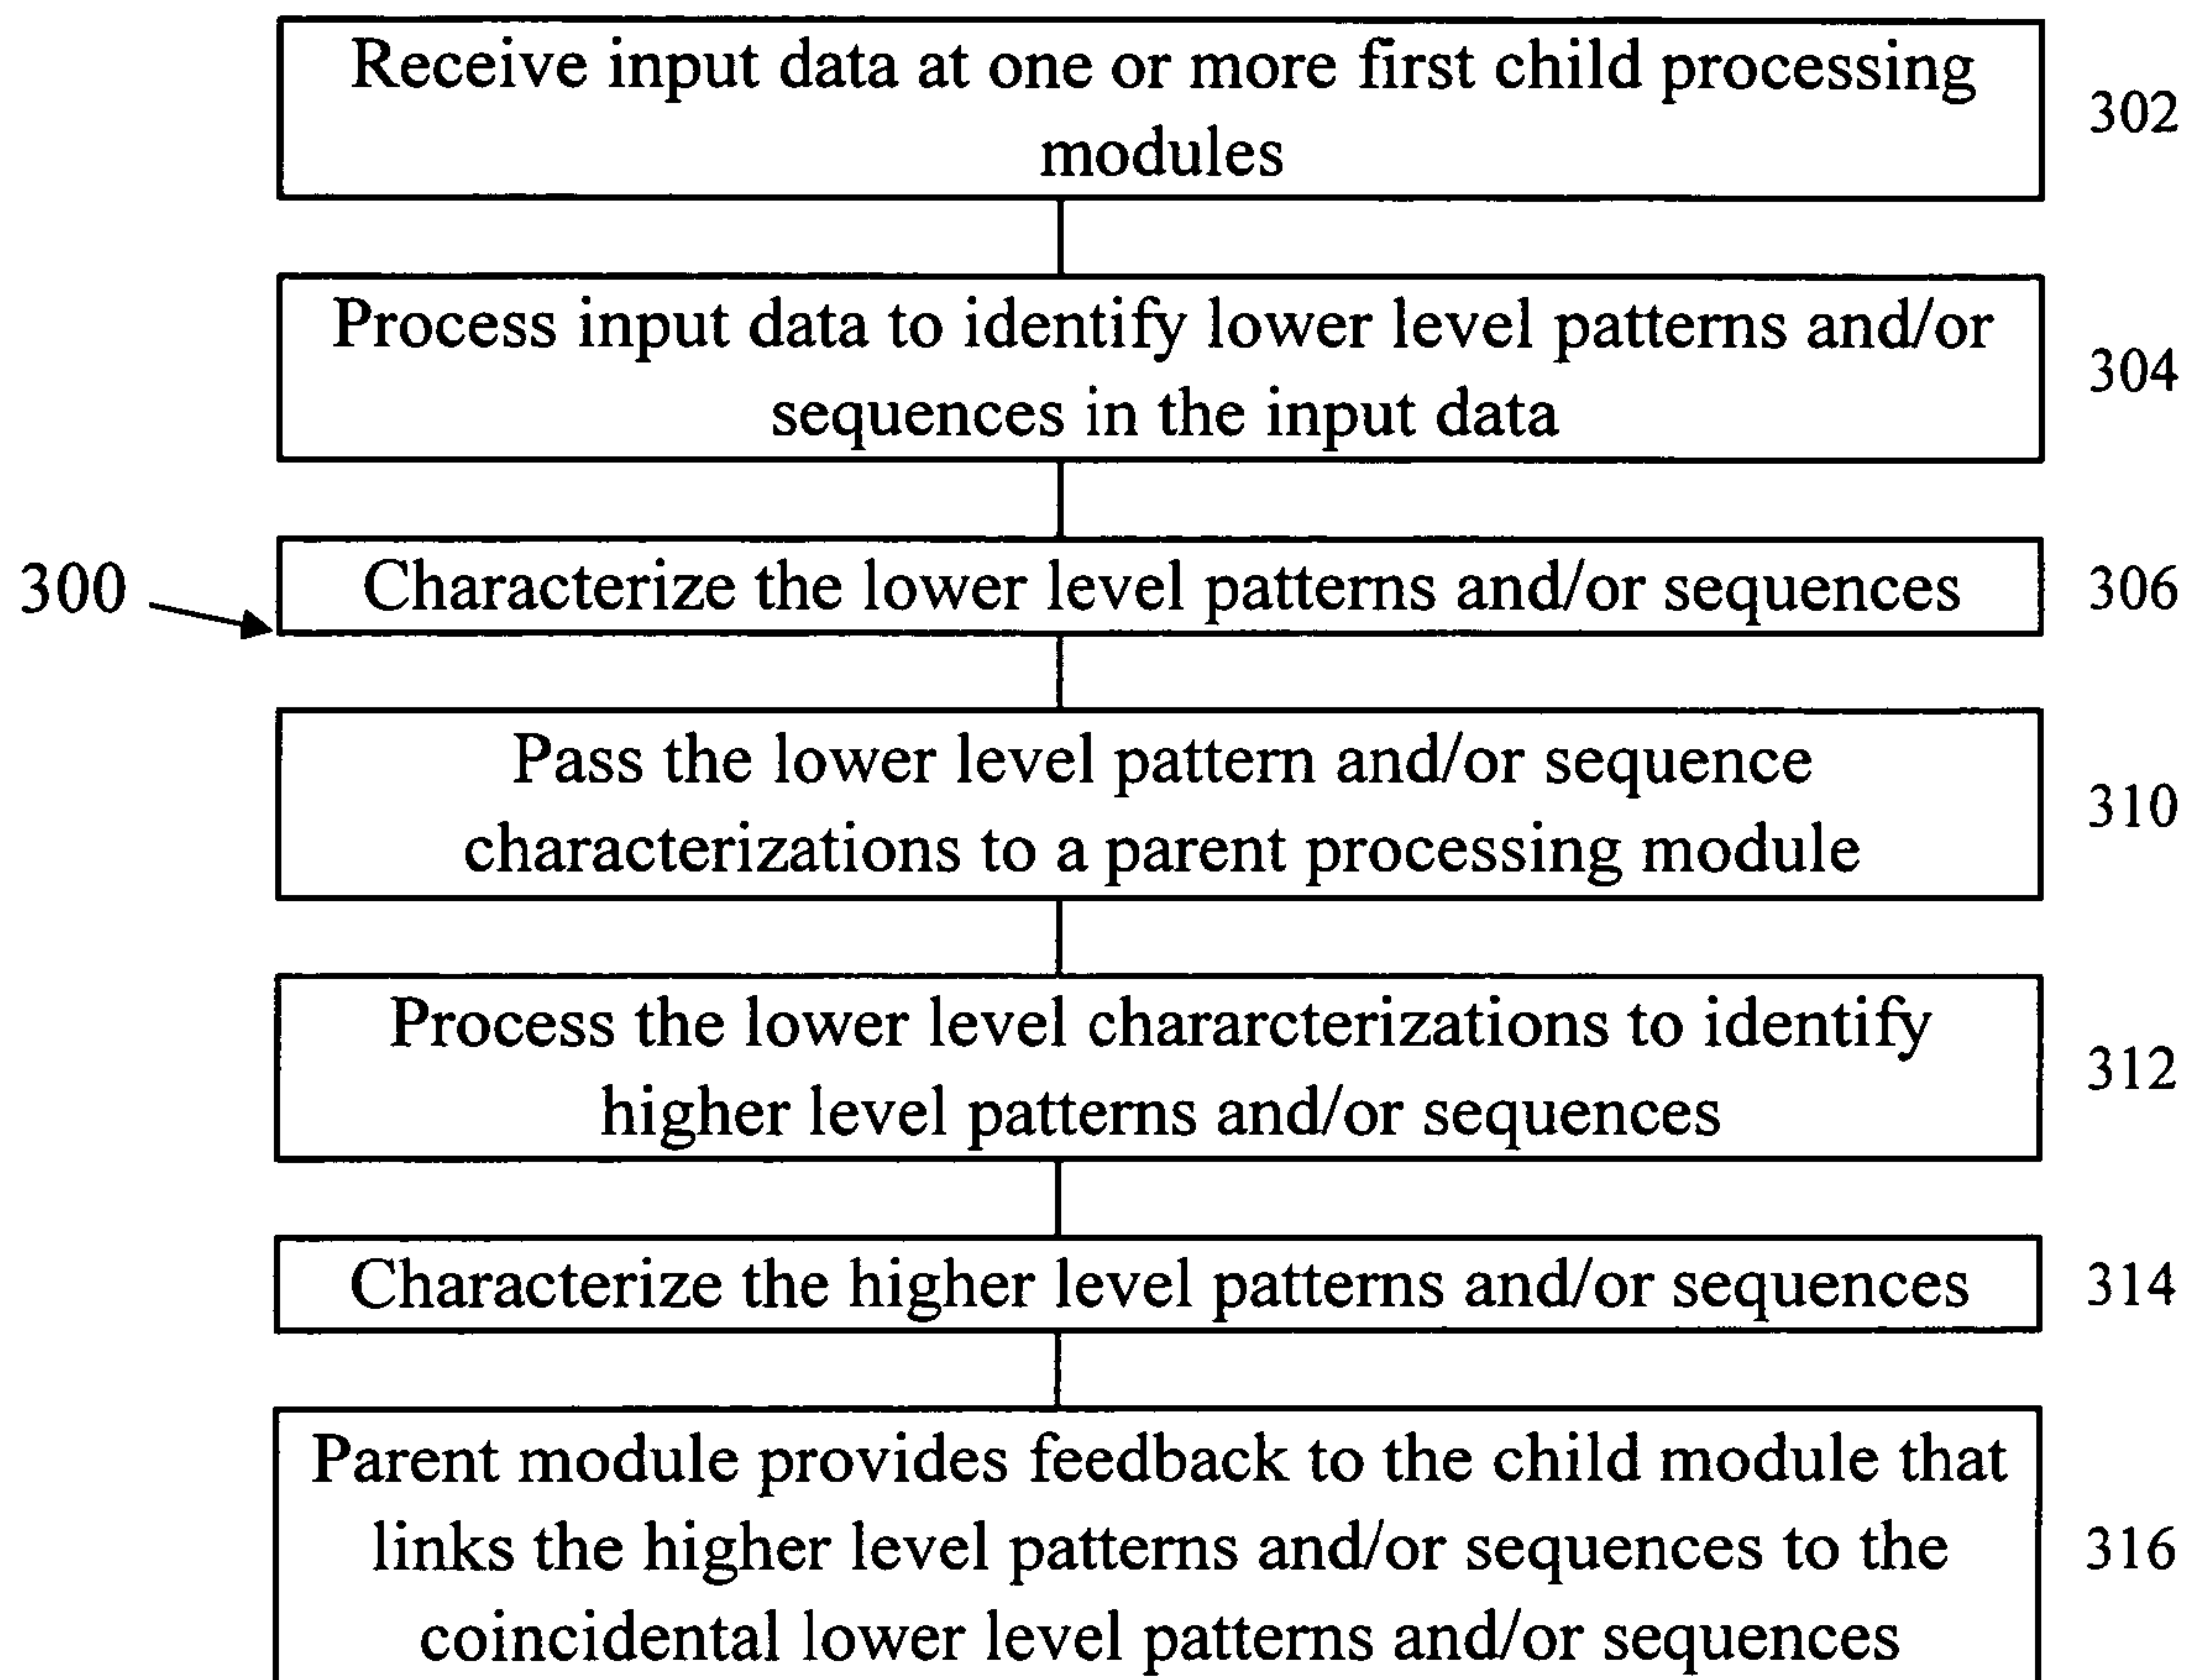 Receive input data at one or more first child processing
modules
302
Process input data to identify lower level patterns and/or
sequences in the input data
304
300
Characterize the lower level patterns and/or sequences
306
Pass the lower level pattern and/or sequence
characterizations to a parent processing module
310
Process the lower level chararcterizations to identify
higher level patterns and/or sequences
312
Characterize the higher level patterns and/or sequences
314
Parent module provides feedback to the child module that
links the higher level patterns and/or sequences to the
coincidental lower level patterns and/or sequences
316